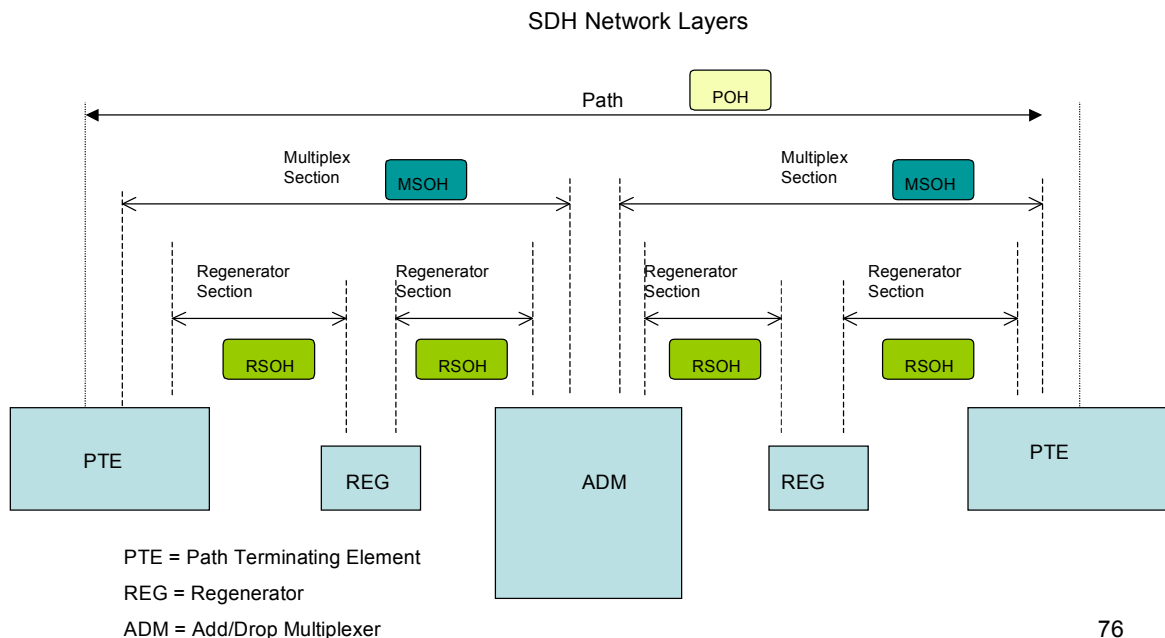 SDH Network Layers
Path
POH
Multiplex
Section
MSOH
Multiplex
Section
MSOH
Regenerator
Section
Regenerator
Section
Regenerator
Section
Regenerator
Section
RSOH
RSOH
RSOH
RSOH
PTE
REG
ADM
REG
PTE
PTE = Path Terminating Element
REG = Regenerator
ADM = Add/Drop Multiplexer
76